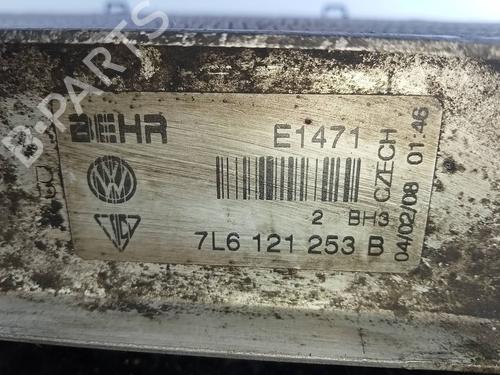 B-PARTS
BEHR
E1471
2 BH3
7L6 121 253 B
CZECH
04/02/08 01:46